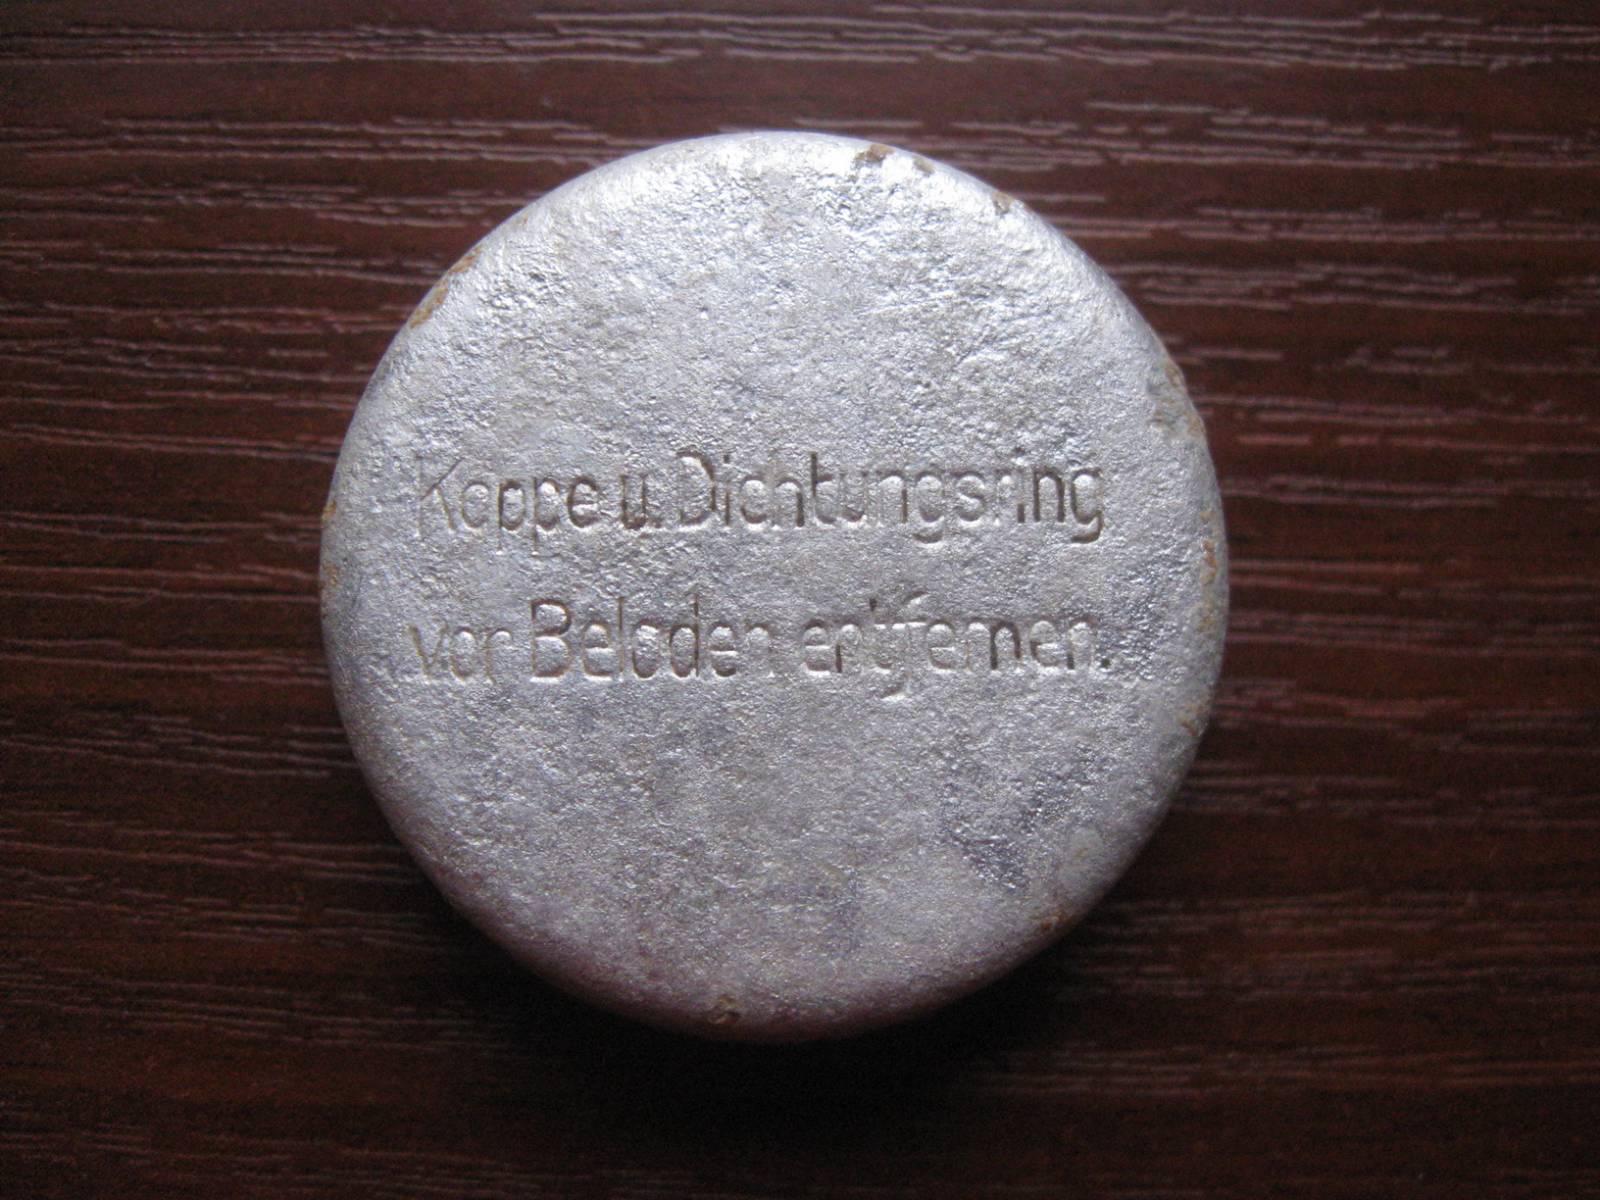 Kappe u. Dichtungsring
vor Beladen entfernen.